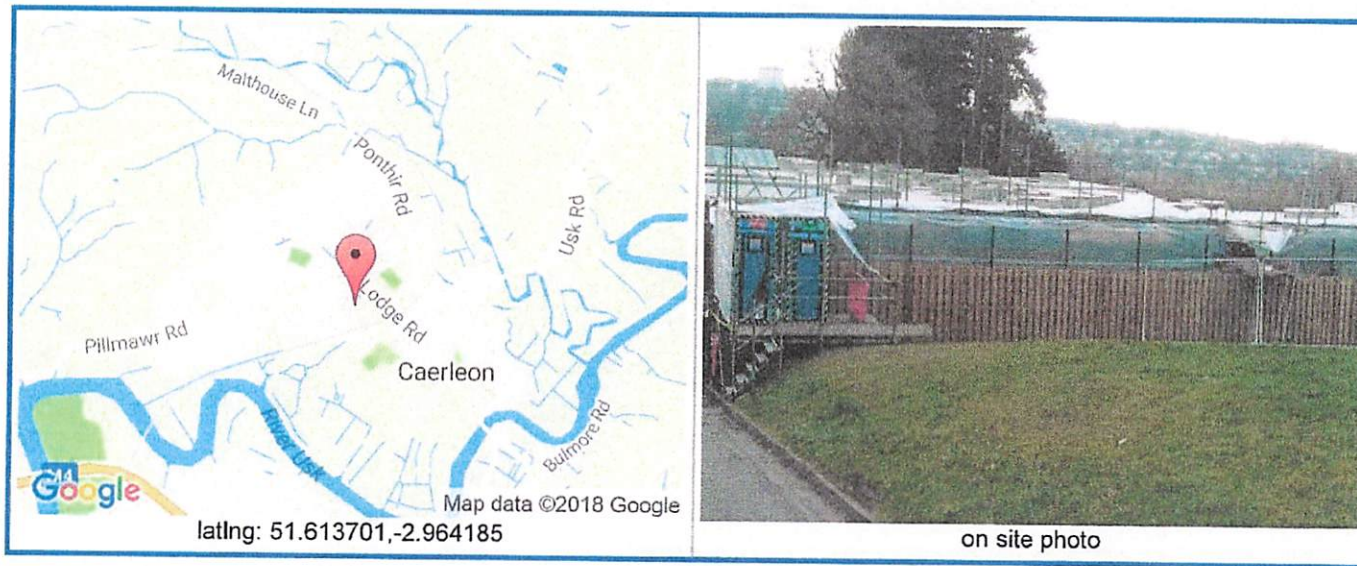 Malthouse Ln
Ponthir Rd
Usk Rd
Lodge Rd
Pillmawr Rd
Caerleon
River Usk
Bulmore Rd
Google
Map data ©2018 Google
latlng: 51.613701,-2.964185
on site photo